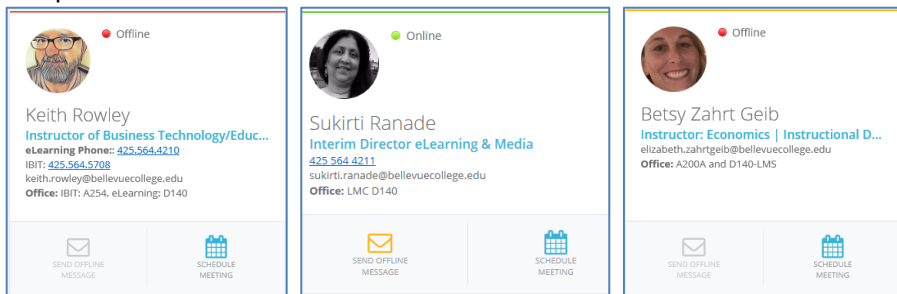 Offline
Keith Rowley
Instructor of Business Technology/Educ...
eLearning Phone:: 425.564.4210
IBIT: 425.564.5708
keith.rowley@bellevuecollege.edu
Office: IBIT: A254, eLearning: D140
SEND OFFLINE
MESSAGE
SCHEDULE
MEETING
Online
Sukirti Ranade
Interim Director eLearning & Media
425 564 4211
sukirti.ranade@bellevuecollege.edu
Office: LMC D140
SEND OFFLINE
MESSAGE
SCHEDULE
MEETING
Offline
Betsy Zahrt Geib
Instructor: Economics | Instructional D...
elizabeth.zahrtgeib@bellevuecollege.edu
Office: A200A and D140-LMS
SEND OFFLINE
MESSAGE
SCHEDULE
MEETING